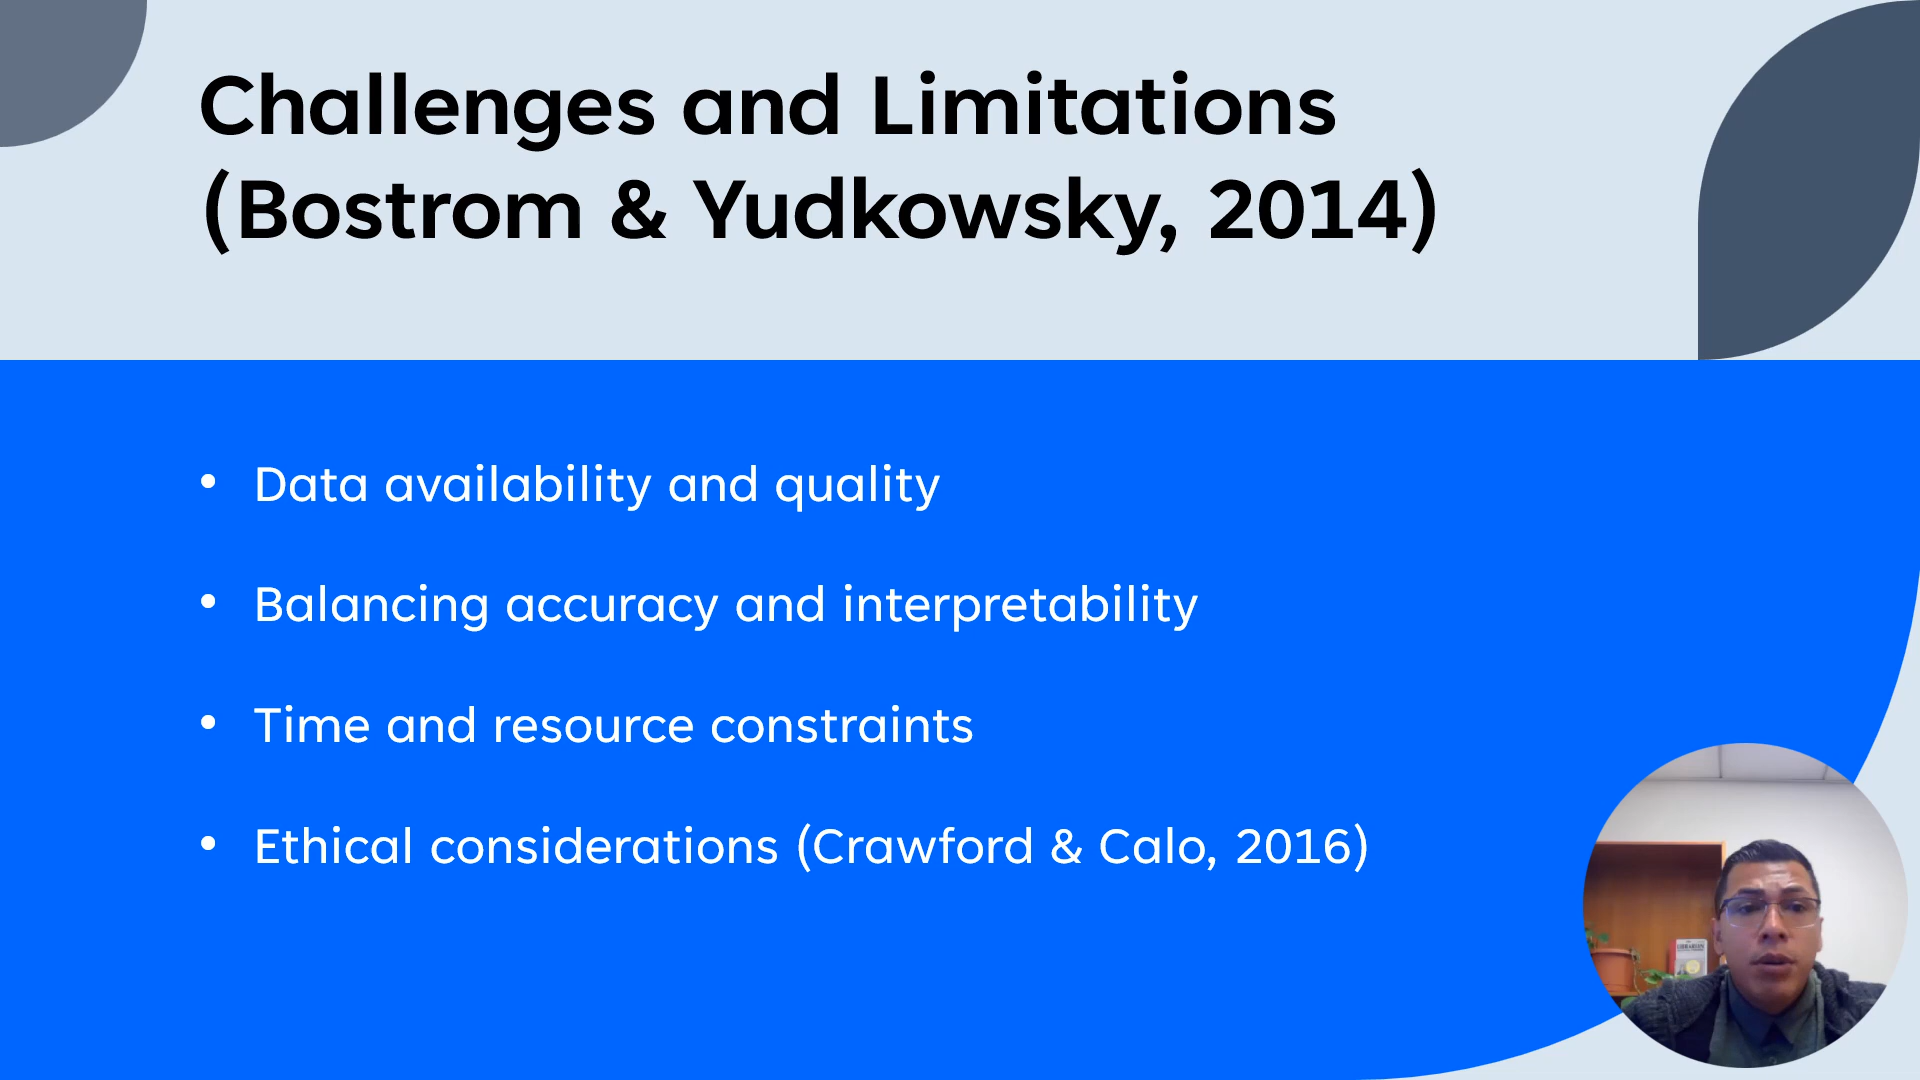 Challenges and Limitations
(Bostrom & Yudkowsky, 2014)
• Data availability and quality
• Balancing accuracy and interpretability
• Time and resource constraints
• Ethical considerations (Crawford & Calo, 2016)